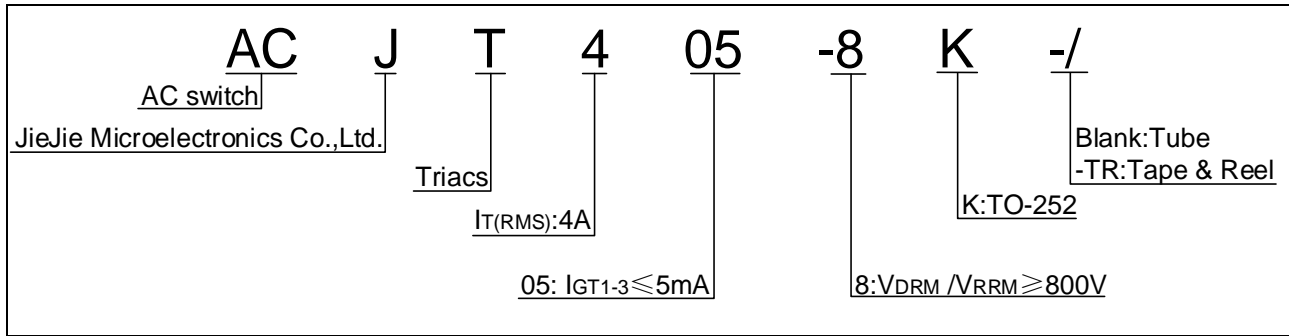 AC J T 4 05 -8 K -/
AC switch
JieJie Microelectronics Co.,Ltd.
Blank:Tube
-TR:Tape & Reel
Triacs
K:TO-252
IT(RMS):4A
05: IGT1-3≤5mA
8:VDRM /VRRM≥800V